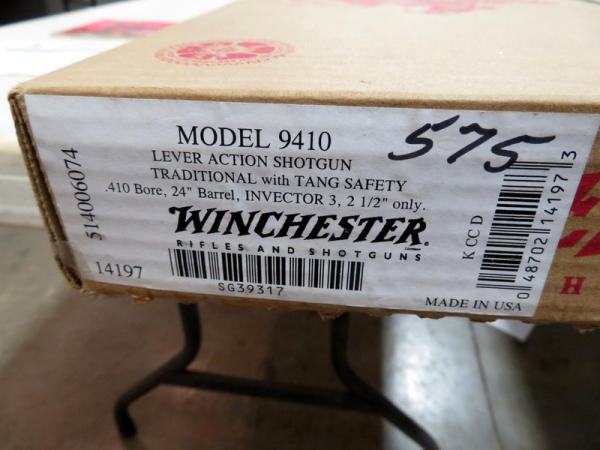 MODEL 9410
575
LEVER ACTION SHOTGUN
TRADITIONAL with TANG SAFETY
.410 Bore, 24" Barrel, INVECTOR 3, 2 1/2" only.
WINCHESTER.
RIFLES AND SHOTGUNS
SG39317
14197
514006074
K CC D
0 48702 14197 3
MADE IN USA
H